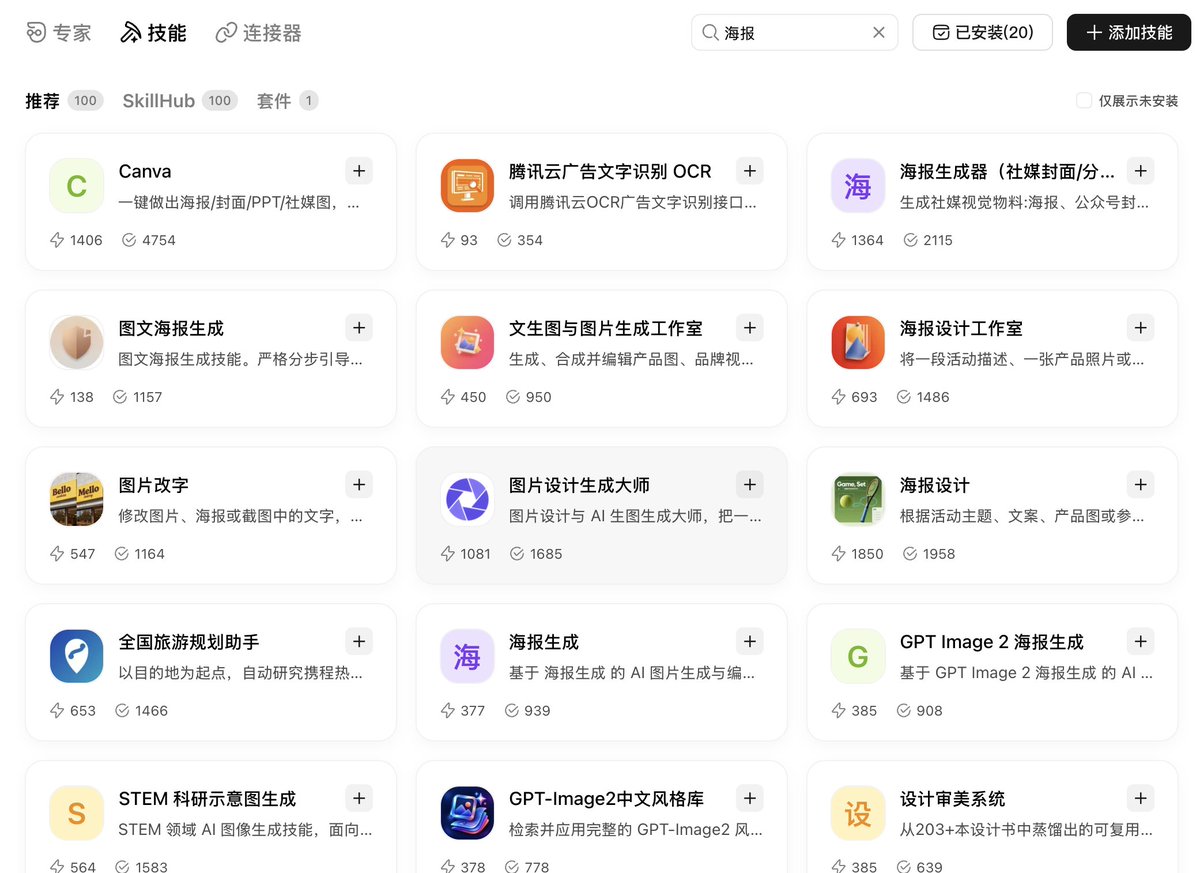 专家
技能
连接器
海报
已安装(20)
添加技能
推荐 100
SkillHub 100
套件 1
仅展示未安装
C
Canva
一键做出海报/封面/PPT/社媒图，...
1406 4754
腾讯云广告文字识别 OCR
调用腾讯云OCR广告文字识别接口...
93 354
海
海报生成器（社媒封面/分...
生成社媒视觉物料:海报、公众号封...
1364 2115
图文海报生成
图文海报生成技能。严格分步引导...
138 1157
文生图与图片生成工作室
生成、合成并编辑产品图、品牌视...
450 950
海报设计工作室
将一段活动描述、一张产品照片或...
693 1486
Bello Mello
图片改字
修改图片、海报或截图中的文字，...
547 1164
图片设计生成大师
图片设计与 AI 生图生成大师，把一...
1081 1685
Game, Set
海报设计
根据活动主题、文案、产品图或参...
1850 1958
全国旅游规划助手
以目的地为起点，自动研究携程热...
653 1466
海
海报生成
基于 海报生成 的 AI 图片生成与编...
377 939
G
GPT Image 2 海报生成
基于 GPT Image 2 海报生成 的 AI ...
385 908
S
STEM 科研示意图生成
STEM 领域 AI 图像生成技能，面向...
564 1583
GPT-Image2中文风格库
检索并应用完整的 GPT-Image2 风...
378 778
设
设计审美系统
从203+本设计书中蒸馏出的可复用...
385 639